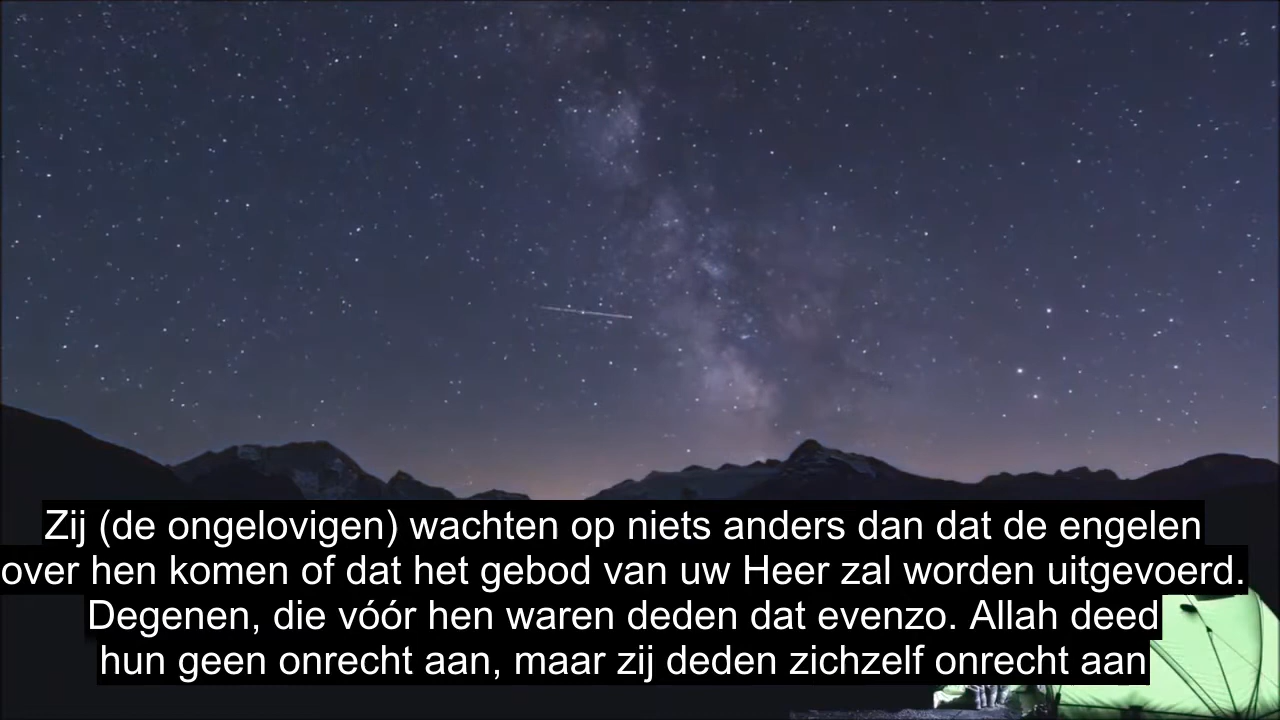 Zij (de ongelovigen) wachten op niets anders dan dat de engelen
over hen komen of dat het gebod van uw Heer zal worden uitgevoerd.
Degenen, die vóór hen waren deden dat evenzo. Allah deed
hun geen onrecht aan, maar zij deden zichzelf onrecht aan